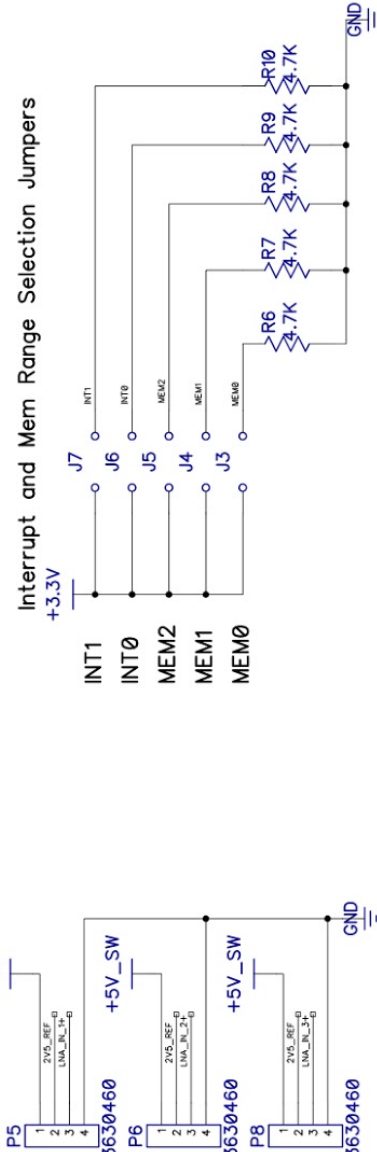 Interrupt and Mem Range Selection Jumpers
+3.3V
GND
INT1
J7
INT1
R10
4.7K
INT0
J6
INT0
R9
4.7K
MEM2
J5
MEM2
R8
4.7K
MEM1
J4
MEM1
R7
4.7K
MEM0
J3
MEM0
R6
4.7K
P5
1
2
2V5_REF
3
LNA_IN_1+
4
3630460
+5V_SW
P6
1
2
2V5_REF
3
LNA_IN_2+
4
3630460
+5V_SW
P8
1
2
2V5_REF
3
LNA_IN_3+
4
3630460
GND